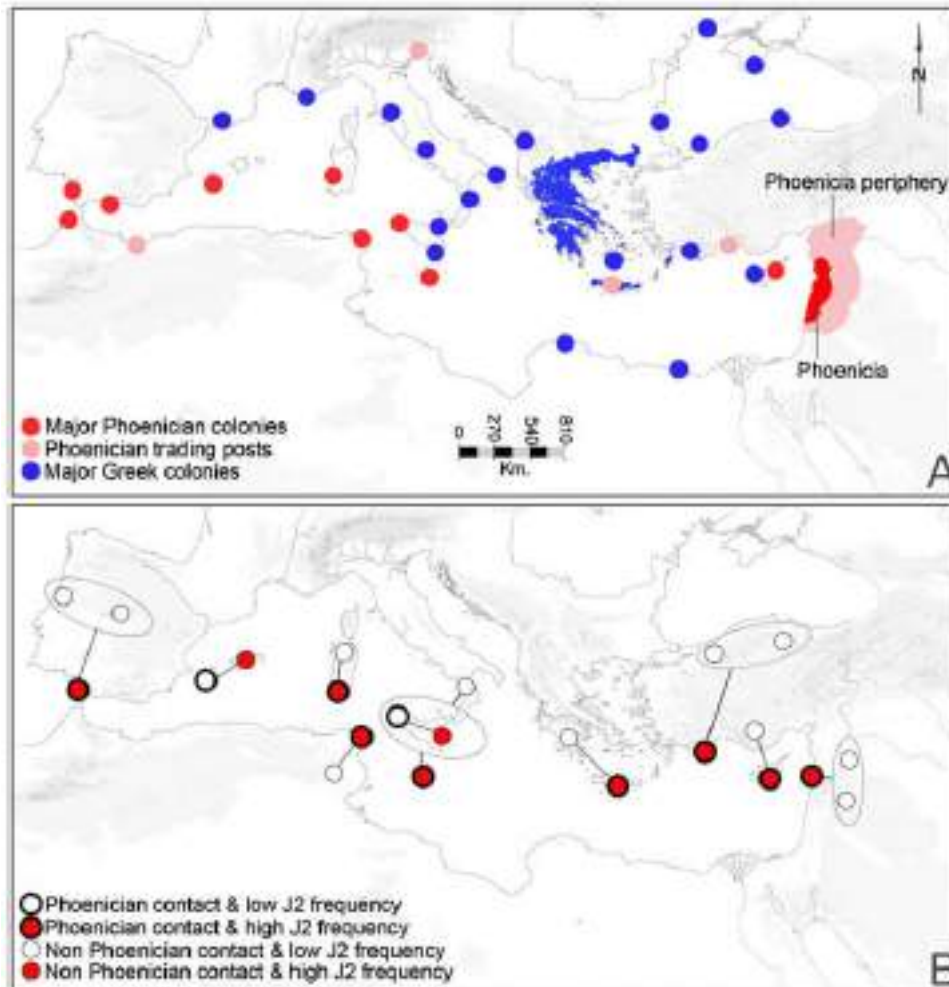 N
Phoenicia periphery
Phoenicia
Major Phoenician colonies
Phoenician trading posts
Major Greek colonies
0 270 540 810
Km.
A
Phoenician contact & low J2 frequency
Phoenician contact & high J2 frequency
Non Phoenician contact & low J2 frequency
Non Phoenician contact & high J2 frequency
B